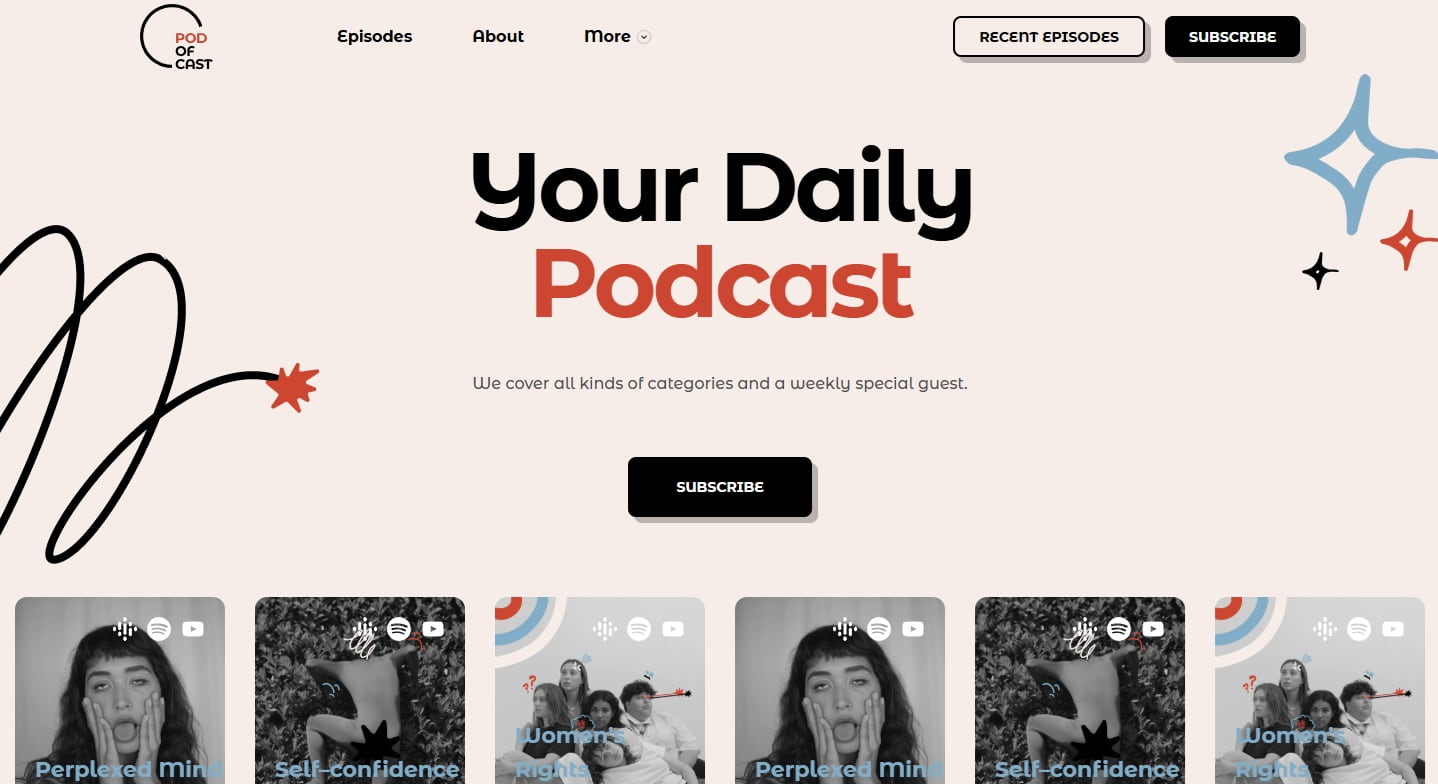 POD
OF
CAST
Episodes
About
More
RECENT EPISODES
SUBSCRIBE
Your Daily
Podcast
We cover all kinds of categories and a weekly special guest.
SUBSCRIBE
??
??
Perplexed Mind
Self-confidence
Women's
Rights
Perplexed Mind
Self-confidence
Women's
Rights